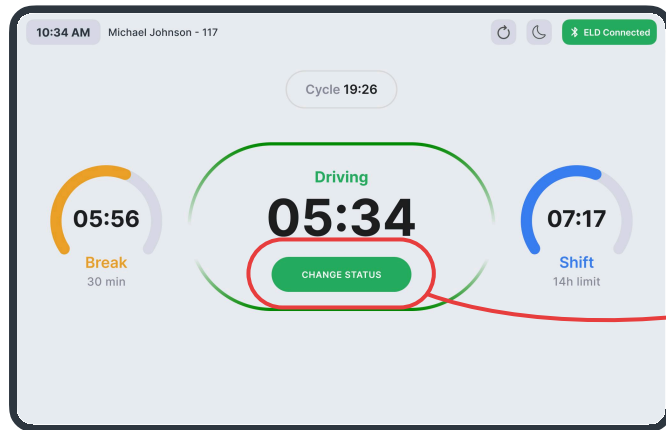 10:34 AM Michael Johnson - 117 ELD Connected
Cycle 19:26
Driving
05:34
CHANGE STATUS
05:56
Break
30 min
07:17
Shift
14h limit